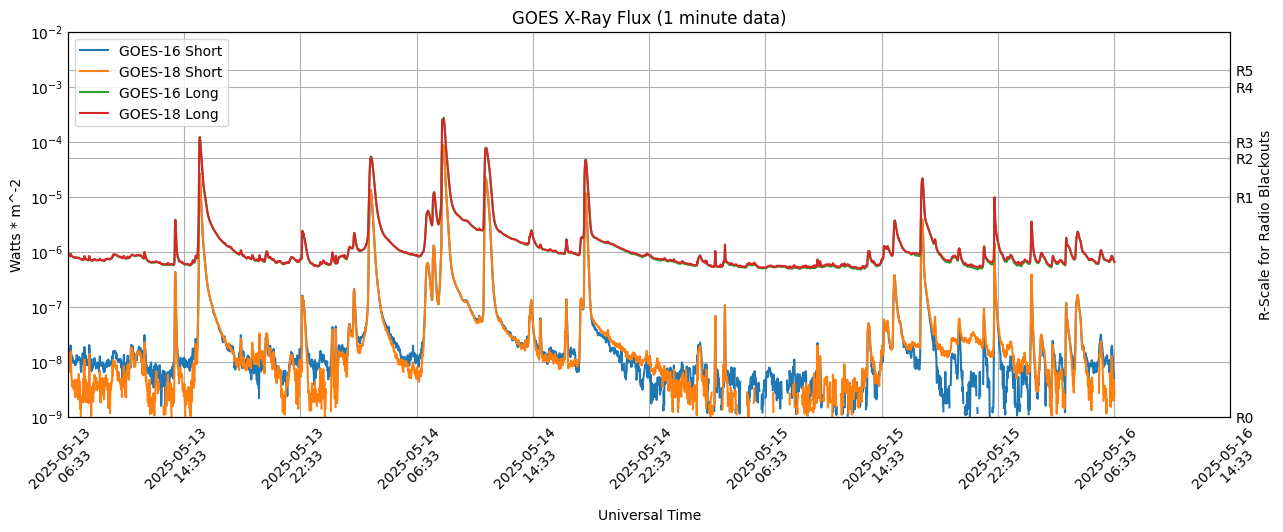 GOES X-Ray Flux (1 minute data)
10^-2
10^-3
10^-4
10^-5
10^-6
10^-7
10^-8
10^-9
Watts * m^-2
GOES-16 Short
GOES-18 Short
GOES-16 Long
GOES-18 Long
R5
R4
R3
R2
R1
R0
R-Scale for Radio Blackouts
2025-05-13
06:33
2025-05-13
14:33
2025-05-13
22:33
2025-05-14
06:33
2025-05-14
14:33
2025-05-14
22:33
2025-05-15
06:33
2025-05-15
14:33
2025-05-15
22:33
2025-05-16
06:33
2025-05-16
14:33
Universal Time